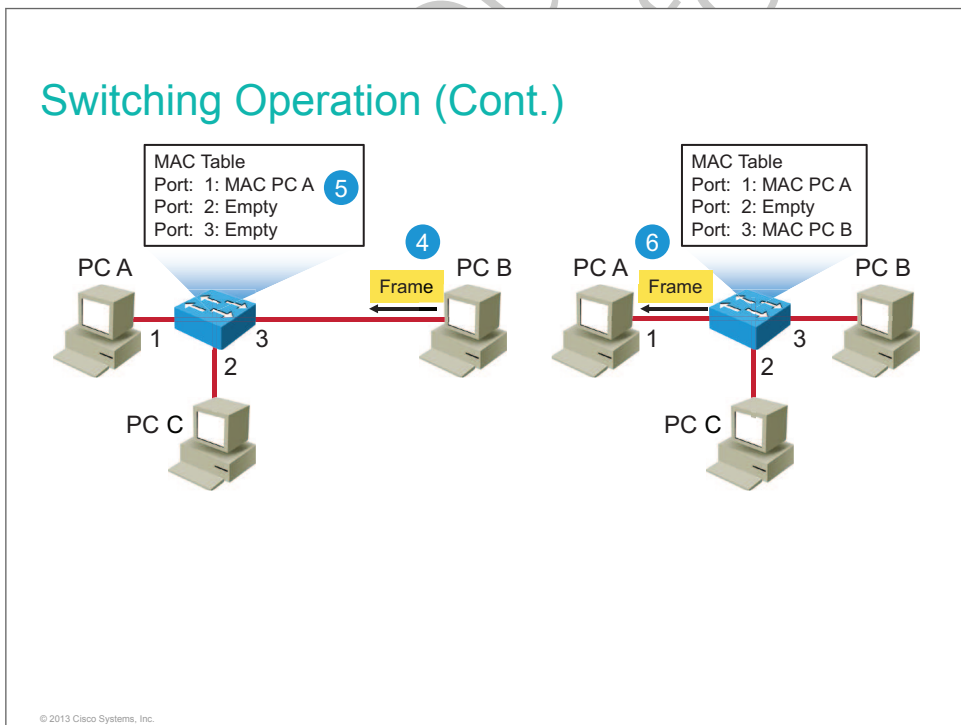 Switching Operation (Cont.)
MAC Table
Port: 1: MAC PC A
Port: 2: Empty
Port: 3: Empty
5
4
PC A
Frame
PC B
1
3
2
PC C
MAC Table
Port: 1: MAC PC A
Port: 2: Empty
Port: 3: MAC PC B
6
PC A
Frame
PC B
1
3
2
PC C
© 2013 Cisco Systems, Inc.